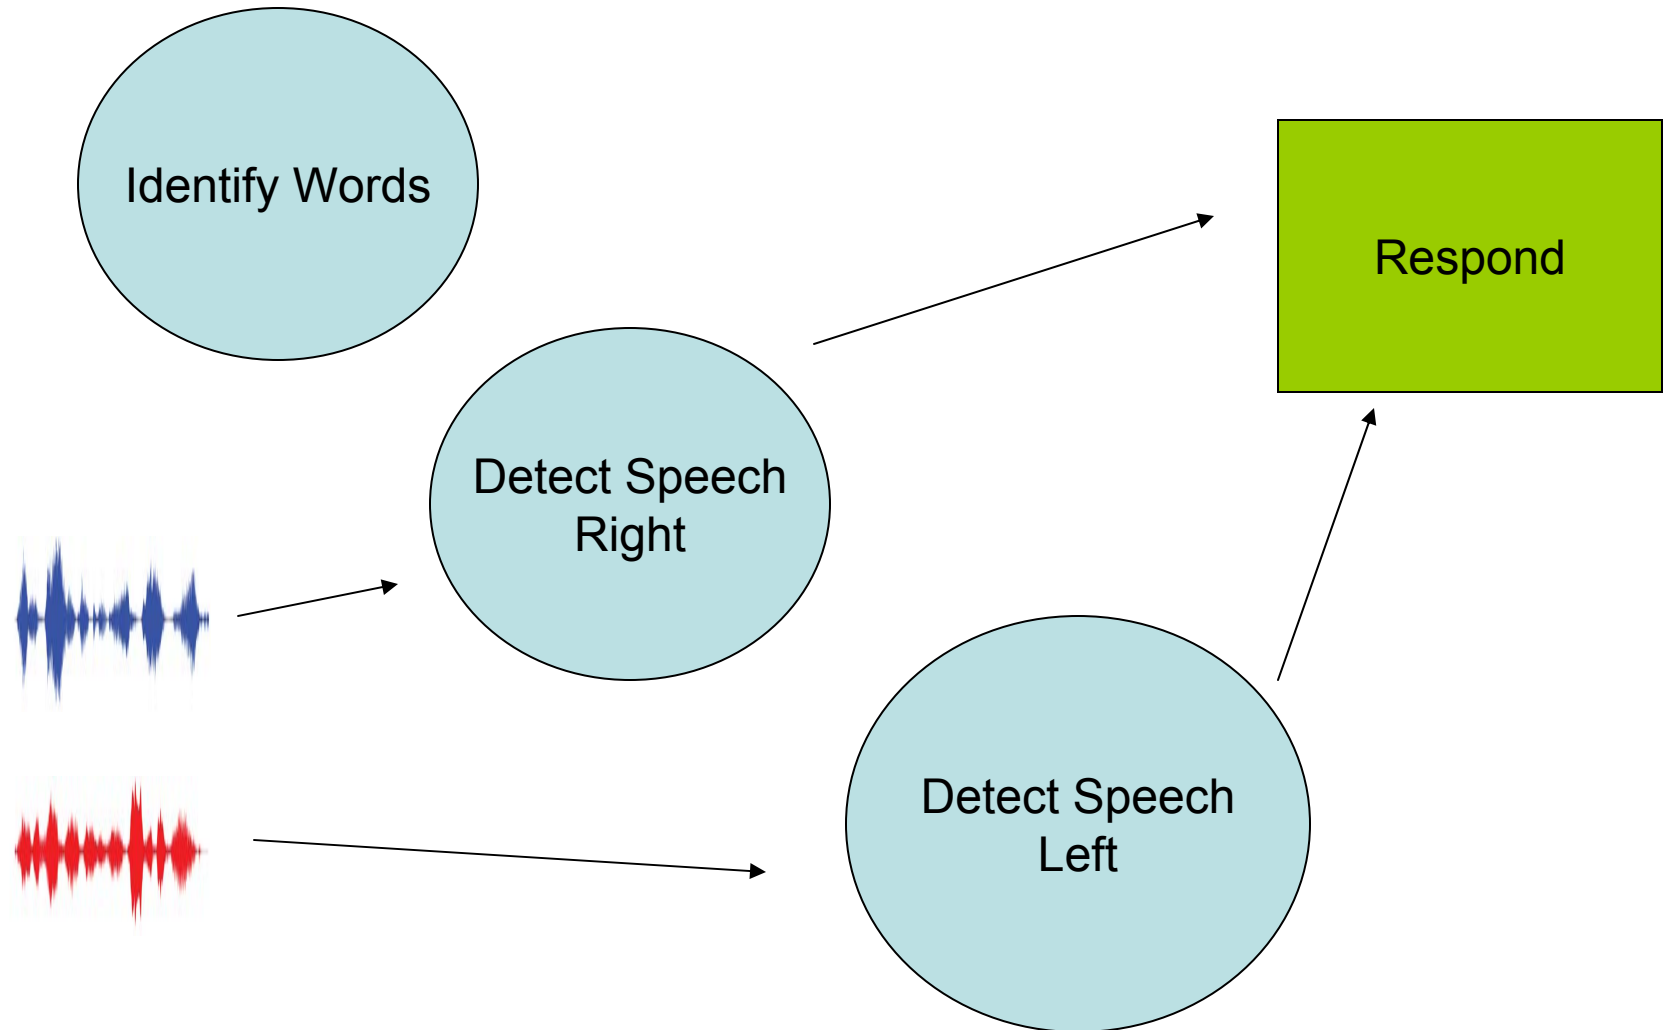 Identify Words
Respond
Detect Speech
Right
Detect Speech
Left